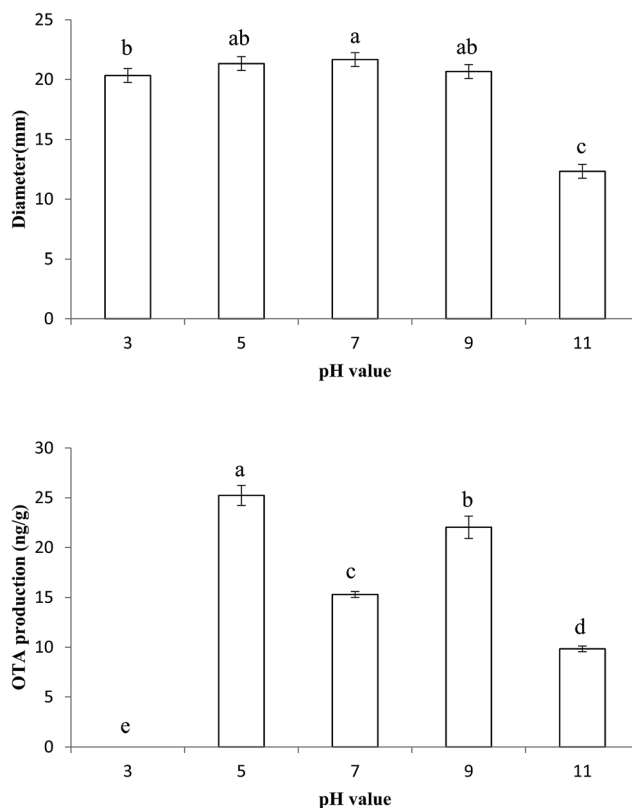 25
20
15
10
5
0
Diameter(mm)
b
ab
a
ab
c
3 5 7 9 11
pH value
30
25
20
15
10
5
0
OTA production (ng/g)
e
a
c
b
d
3 5 7 9 11
pH value